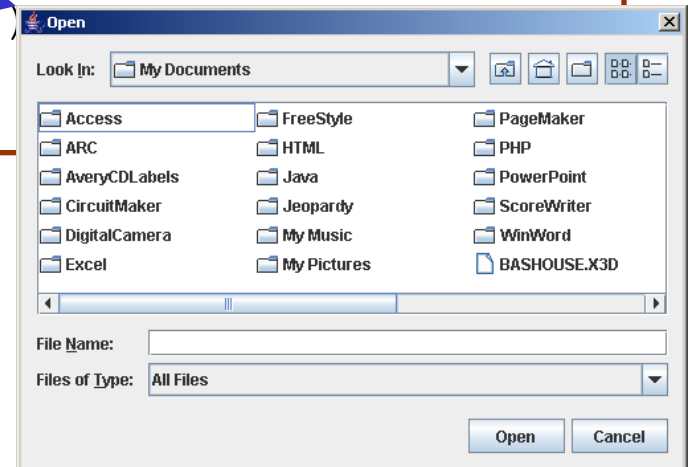 Open
Look In: My Documents
Access FreeStyle PageMaker
ARC HTML PHP
AveryCDLabels Java PowerPoint
CircuitMaker Jeopardy ScoreWriter
DigitalCamera My Music WinWord
Excel My Pictures BASHOUSE.X3D
File Name:
Files of Type: All Files
Open Cancel